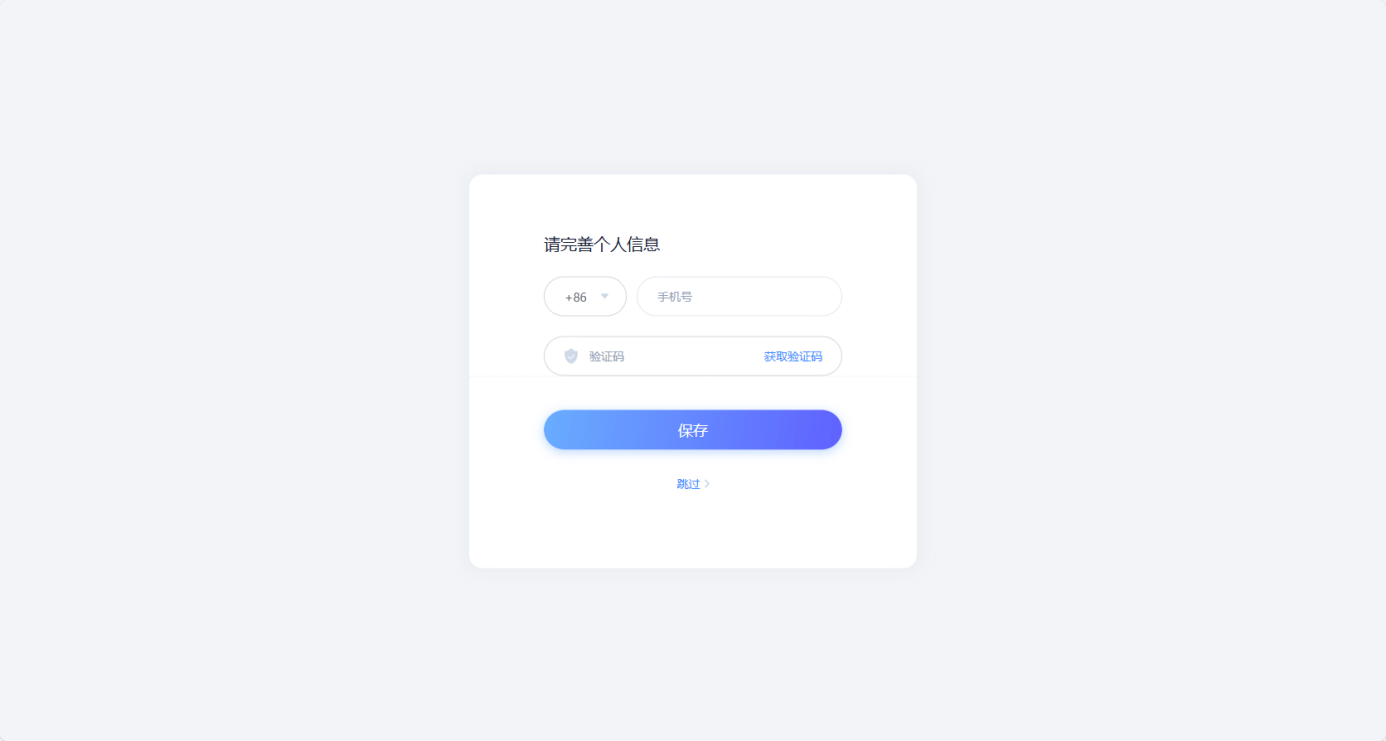 请完善个人信息
+86 手机号
验证码 获取验证码
保存
跳过